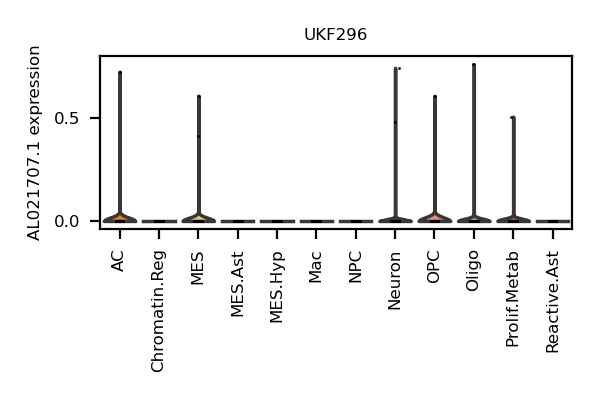 UKF296
AL021707.1 expression
0.5
0.0
AC
Chromatin.Reg
MES
MES.Ast
MES.Hyp
Mac
NPC
Neuron
OPC
Oligo
Prolif.Metab
Reactive.Ast